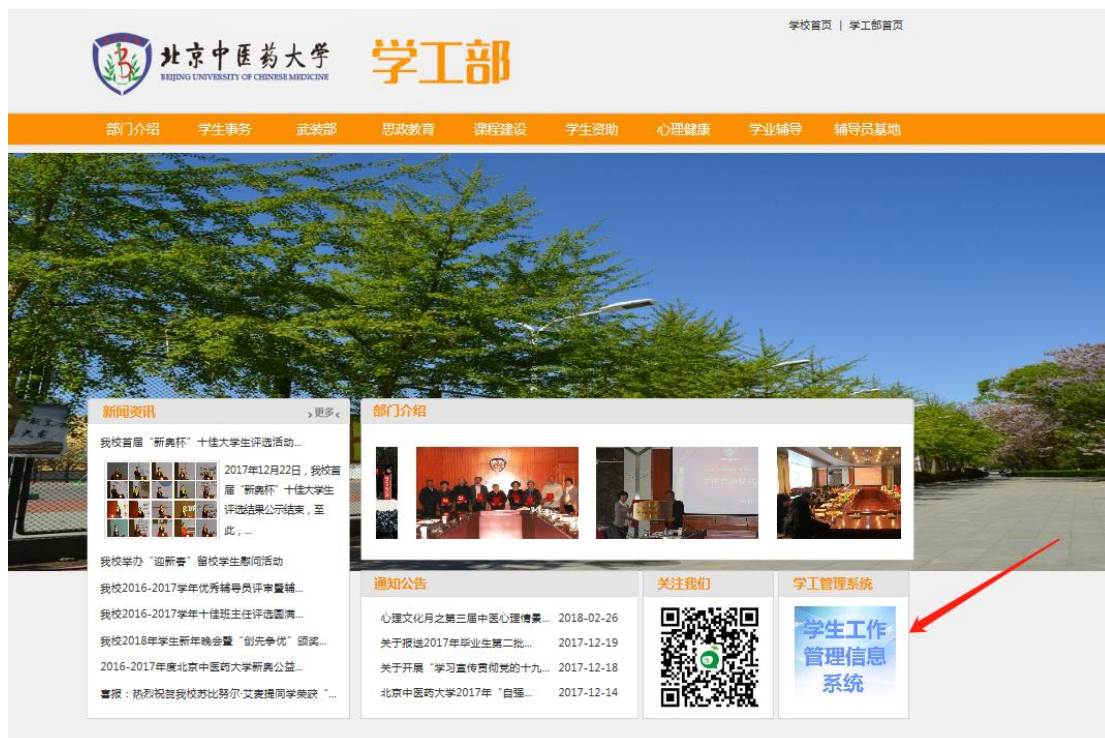 学校首页 | 学工部首页
北京中医药大学
BEIJING UNIVERSITY OF CHINESE MEDICINE
学工部
部门介绍 学生事务 武装部 思政教育 课程建设 学生资助 心理健康 学业辅导 辅导员基地
新闻资讯 更多
我校首届“新奥杯”十佳大学生评选活动...
2017年12月22日，我校首
届“新奥杯”十佳大学生
评选结果公示结束，至
此，...
我校举办“迎新春”留校学生慰问活动
我校2016-2017学年优秀辅导员评审暨辅...
我校2016-2017学年十佳班主任评选圆满...
我校2018年学生新年晚会暨“创先争优”颁奖...
2016-2017年度北京中医药大学新奥公益...
喜报：热烈祝贺我校苏比努尔·艾麦提同学荣获“...
部门介绍
通知公告
心理文化月之第三届中医心理情景... 2018-02-26
关于报送2017年毕业生第二批... 2017-12-19
关于开展“学习宣传贯彻党的十九... 2017-12-18
北京中医药大学2017年“自强... 2017-12-14
关注我们
学工管理系统
学生工作
管理信息
系统